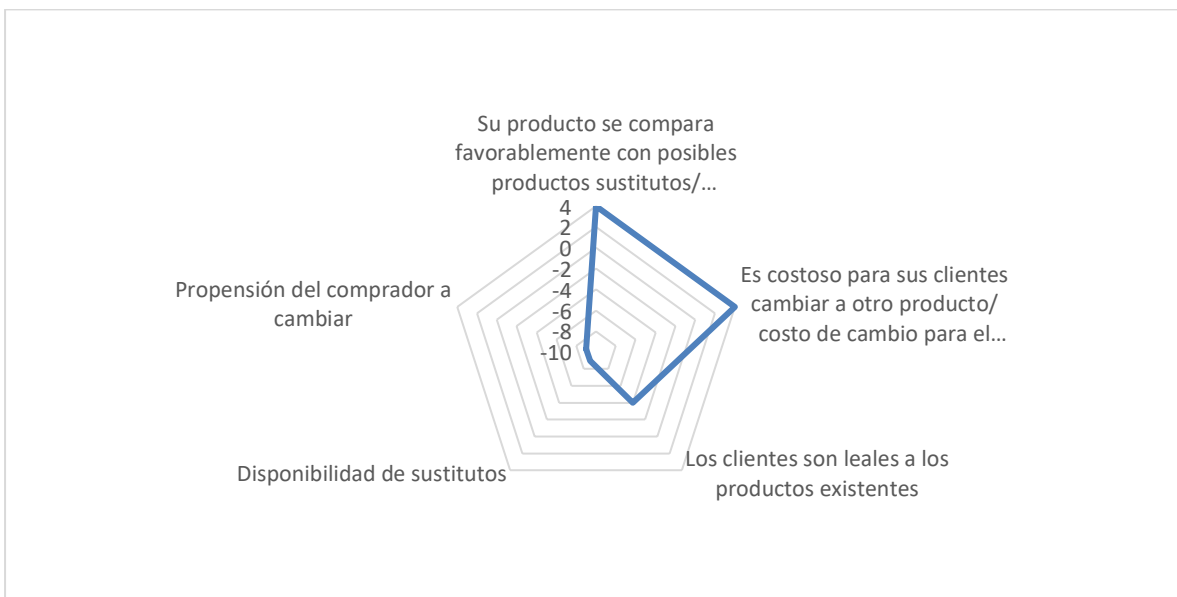 Su producto se compara
favorablemente con posibles
productos sustitutos/...
4
2
0
-2
-4
-6
-8
-10
Es costoso para sus clientes
cambiar a otro producto/
costo de cambio para el...
Los clientes son leales a los
productos existentes
Disponibilidad de sustitutos
Propensión del comprador a
cambiar